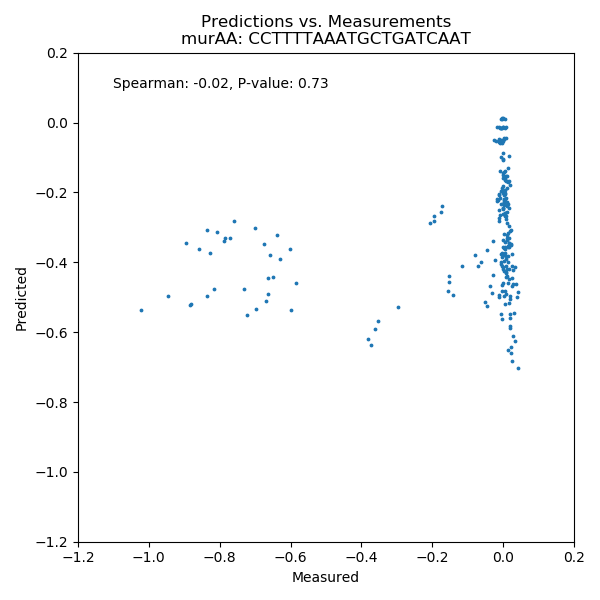 Predictions vs. Measurements
murAA: CCTTTTAAATGCTGATCAAT
Spearman: -0.02, P-value: 0.73
0.2
0.0
−0.2
−0.4
−0.6
−0.8
−1.0
−1.2
Predicted
−1.2 −1.0 −0.8 −0.6 −0.4 −0.2 0.0 0.2
Measured